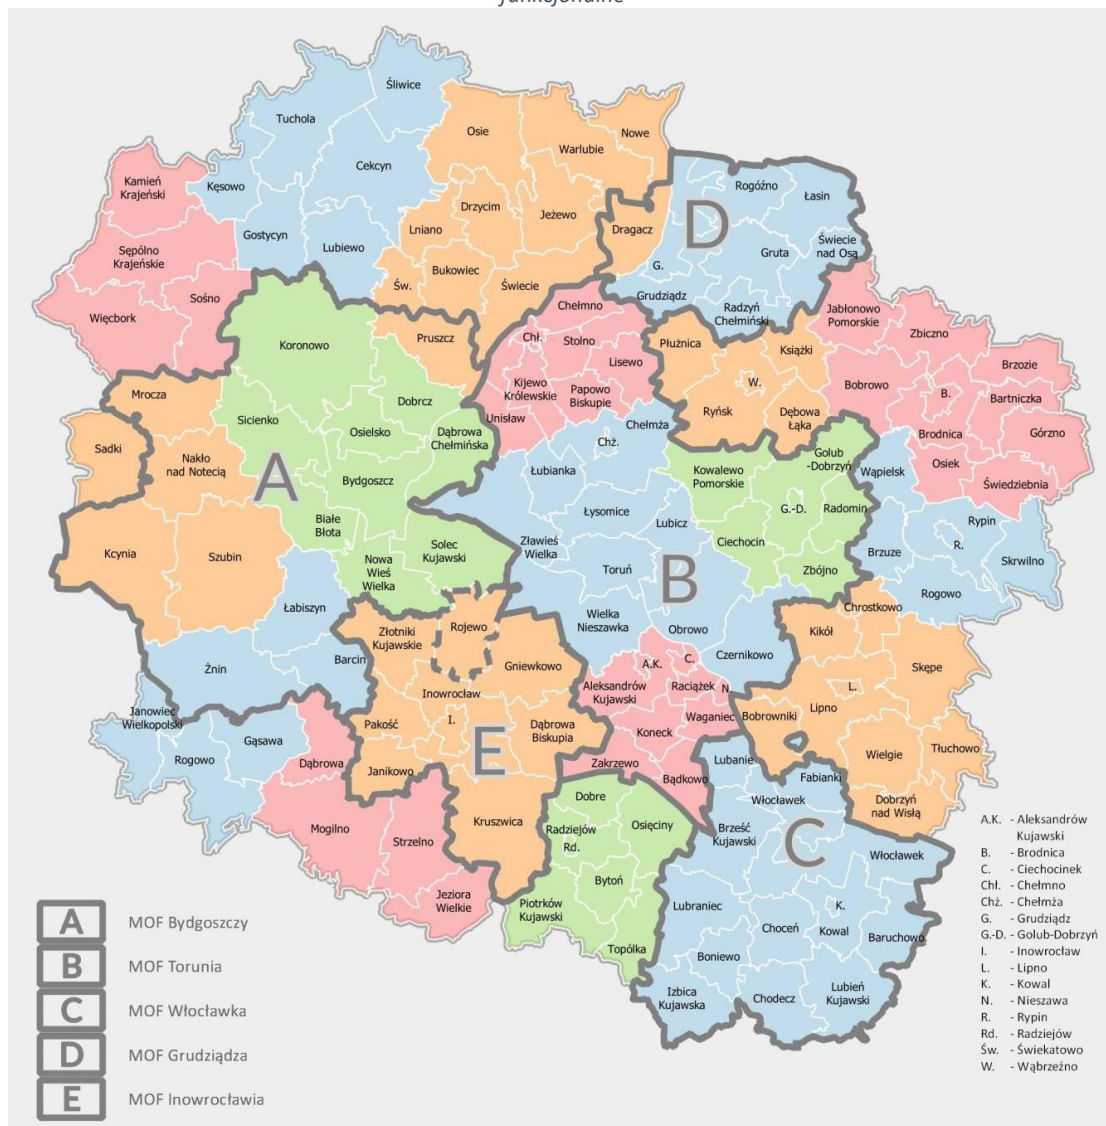 funkcjonalne
Śliwice
Tuchola
Osie
Nowe
Warlubie
Cekcyn
Kamień
Krajeński
Kęsowo
Rogóźno
Łasin
D
Drzycim
Jeżewo
Gostycyn
Lniano
Dragacz
Lubiewo
Świecie
nad Osą
Sępólno
Krajeńskie
Gruta
G.
Bukowiec
Św.
Świecie
Sośno
Grudziądz
Radzyń
Chełmiński
Więcbork
Chełmno
Jabłonowo
Pomorskie
Zbiczno
Pruszcz
Chł.
Stolno
Płużnica
Koronowo
Książki
Lisewo
Brzozie
W.
Kijewo
Królewskie
Papowo
Biskupie
Bobrowo
B.
Mrocza
Bartniczka
Dobrcz
Ryńsk
Dębowa
Łąka
Unisław
Sicienko
Osielsko
Chełmża
Dąbrowa
Chełmińska
Chż.
Brodnica
Górzno
Sadki
Golub
-Dobrzyń
Nakło
nad Notecią
Osiek
Łubianka
Kowalewo
Pomorskie
Wąpielsk
A
Bydgoszcz
Świedziebnia
G.-D.
Radomin
Łysomice
Białe
Błota
Lubicz
Rypin
Ciechocin
R.
Kcynia
Szubin
Solec
Kujawski
Zławieś
Wielka
Brzuze
Skrwilno
Nowa
Wieś
Wielka
Toruń
B
Zbójno
Rogowo
Łabiszyn
Chrostkowo
Wielka
Nieszawka
Rojewo
Złotniki
Kujawskie
Kikół
Obrowo
Barcin
Czernikowo
Żnin
Gniewkowo
A.K.
C.
Skępe
Inowrocław
Aleksandrów
Kujawski
Raciążek
N.
L.
Janowiec
Wielkopolski
Pakość
I.
Waganiec
Bobrowniki
Lipno
Dąbrowa
Biskupia
Koneck
Gąsawa
E
Rogowo
Dąbrowa
Janikowo
Zakrzewo
Lubanie
Wielgie
Tłuchowo
Bądkowo
Fabianki
Dobre
Włocławek
Dobrzyń
nad Wisłą
Kruszwica
Mogilno
Radziejów
Osięciny
Brześć
Kujawski
C
Strzelno
Rd.
Włocławek
Bytoń
Jeziora
Wielkie
Lubraniec
K.
Piotrków
Kujawski
Choceń
Kowal
Baruchowo
Topólka
Boniewo
Izbica
Kujawska
Chodecz
Lubień
Kujawski
A MOF Bydgoszczy
B MOF Torunia
C MOF Włocławka
D MOF Grudziądza
E MOF Inowrocławia
A.K. - Aleksandrów
Kujawski
B. - Brodnica
C. - Ciechocinek
Chł. - Chełmno
Chż. - Chełmża
G. - Grudziądz
G.-D. - Golub-Dobrzyń
I. - Inowrocław
L. - Lipno
K. - Kowal
N. - Nieszawa
R. - Rypin
Rd. - Radziejów
Św. - Świekatowo
W. - Wąbrzeźno